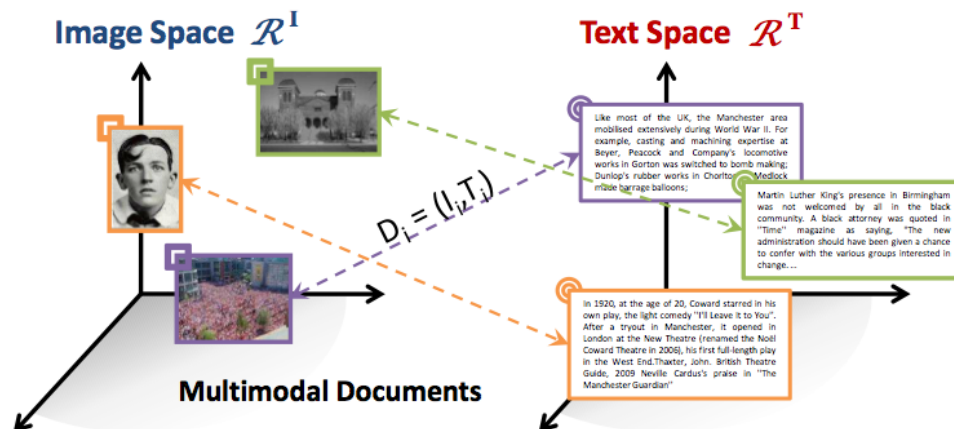 Image Space ℛᴵ
Text Space ℛᵀ
Like most of the UK, the Manchester area
mobilised extensively during World War II. For
example, casting and machining expertise at
Beyer, Peacock and Company's locomotive
works in Gorton was switched to bomb making;
Dunlop's rubber works in Chorlton Medlock
made barrage balloons;
Martin Luther King's presence in Birmingham
was not welcomed by all in the black
community. A black attorney was quoted in
"Time" magazine as saying, "The new
administration should have been given a chance
to confer with the various groups interested in
change...
Dᵢ = (Iᵢ,Tᵢ)
In 1920, at the age of 20, Coward starred in his
own play, the light comedy "I'll Leave It to You".
After a tryout in Manchester, it opened in
London at the New Theatre (renamed the Noël
Coward Theatre in 2006), his first full-length play
in the West End.Thaxter, John. British Theatre
Guide, 2009 Neville Cardus's praise in "The
Manchester Guardian"
Multimodal Documents